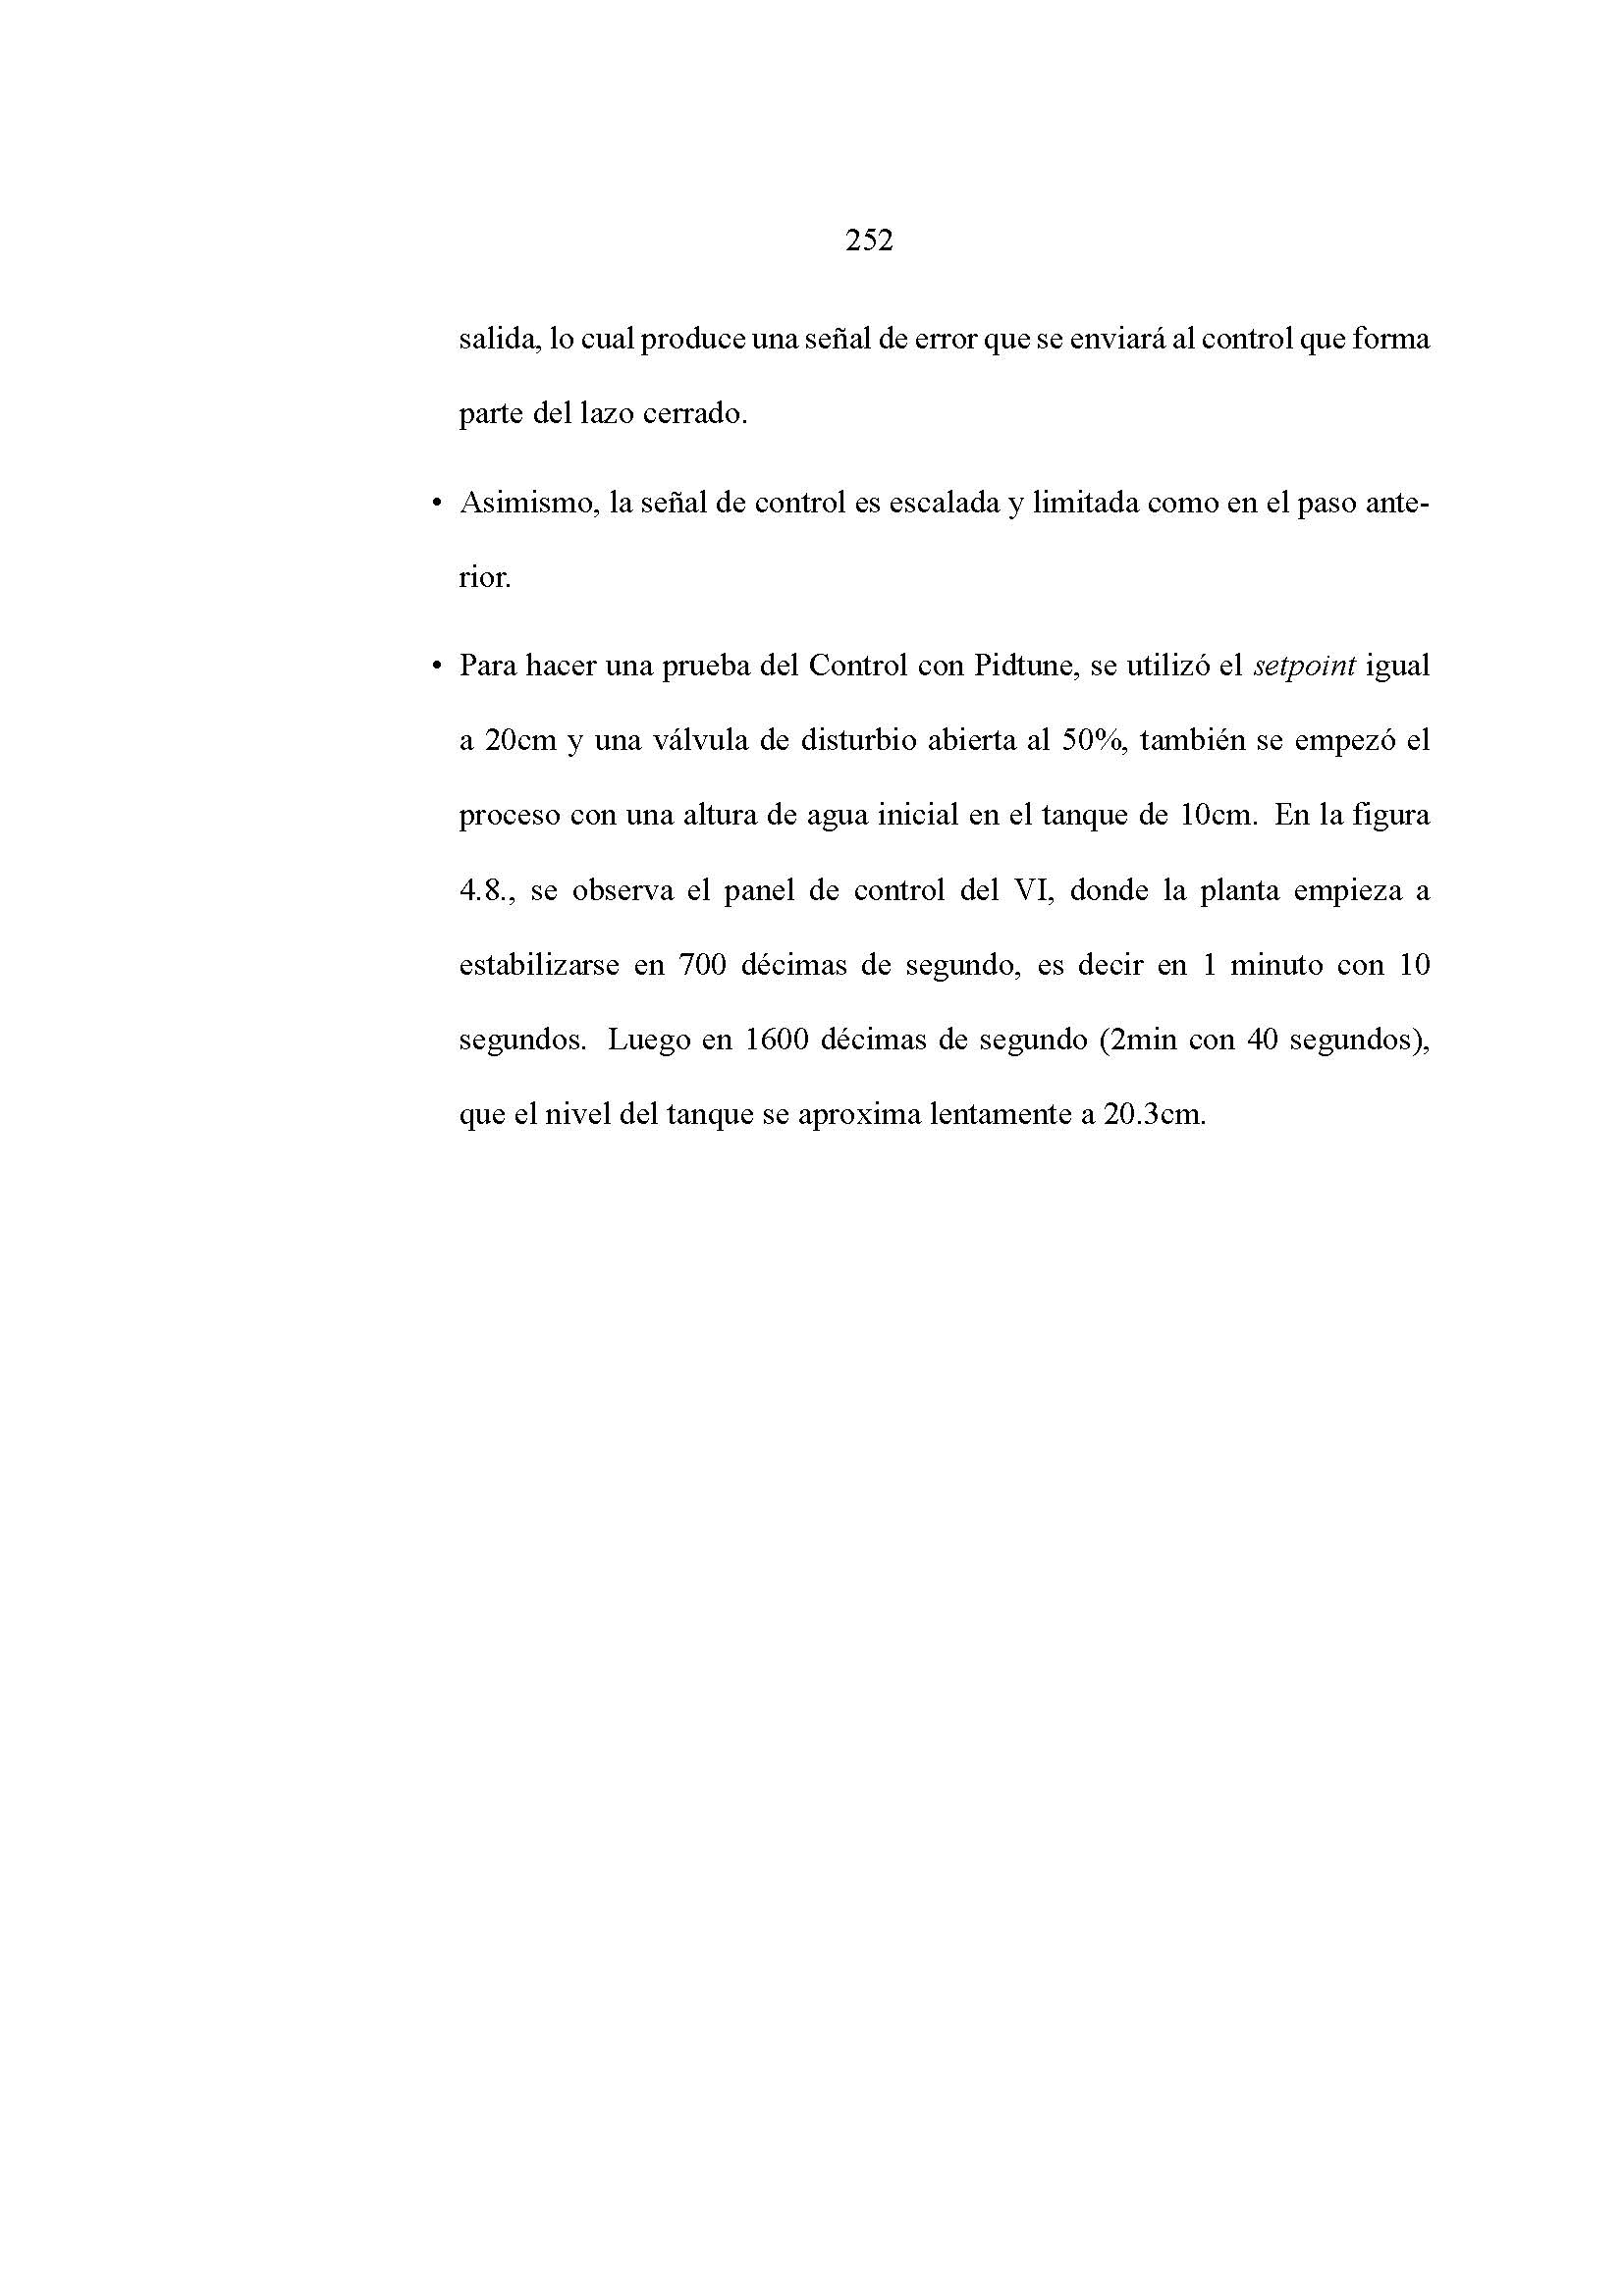 252
salida, lo cual produce una señal de error que se enviará al control que forma
parte del lazo cerrado.
• Asimismo, la señal de control es escalada y limitada como en el paso ante-
rior.
• Para hacer una prueba del Control con Pidtune, se utilizó el setpoint igual
a 20cm y una válvula de disturbio abierta al 50%, también se empezó el
proceso con una altura de agua inicial en el tanque de 10cm. En la figura
4.8., se observa el panel de control del VI, donde la planta empieza a
estabilizarse en 700 décimas de segundo, es decir en 1 minuto con 10
segundos. Luego en 1600 décimas de segundo (2min con 40 segundos),
que el nivel del tanque se aproxima lentamente a 20.3cm.